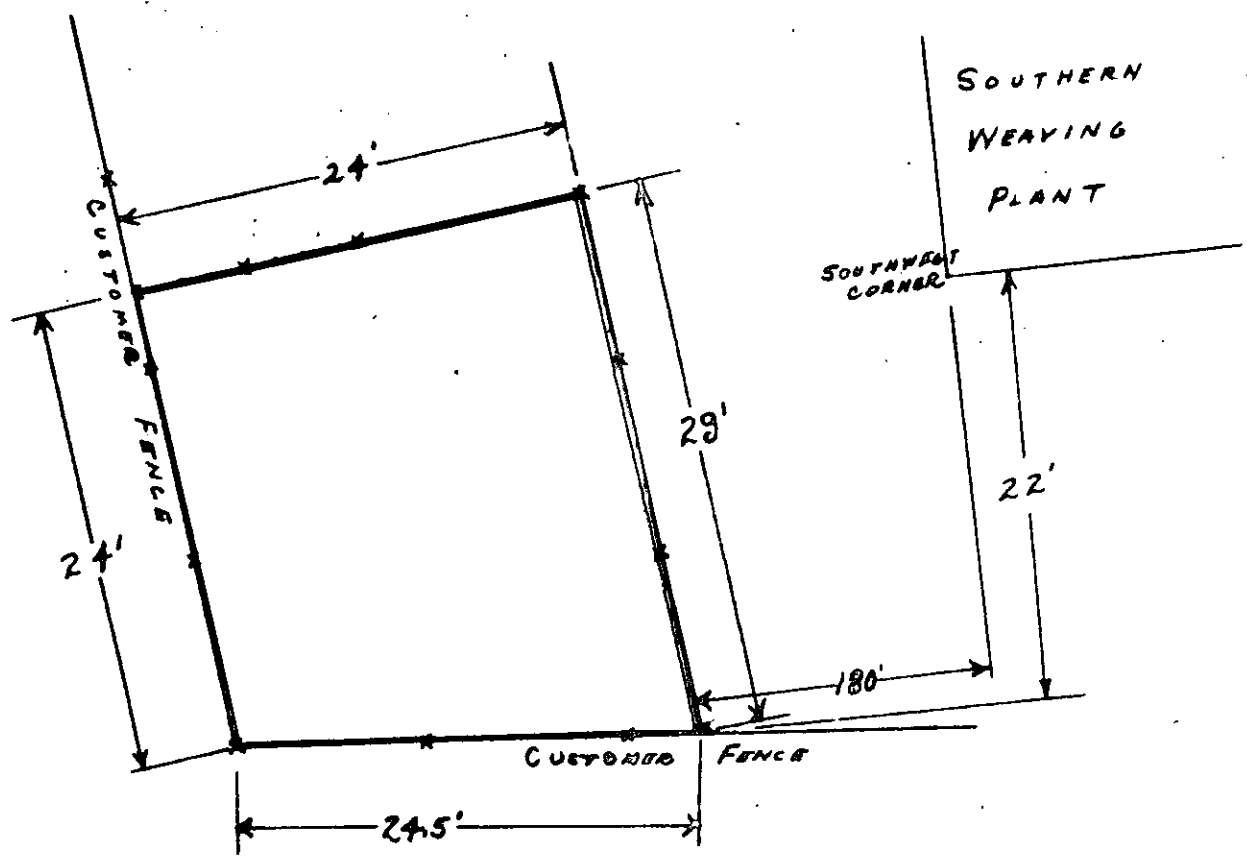 SOUTHERN
WEAVING
PLANT
24'
CUSTOMER FENCE
SOUTHWEST
CORNER
29'
22'
24'
180'
CUSTOMER FENCE
24.5'